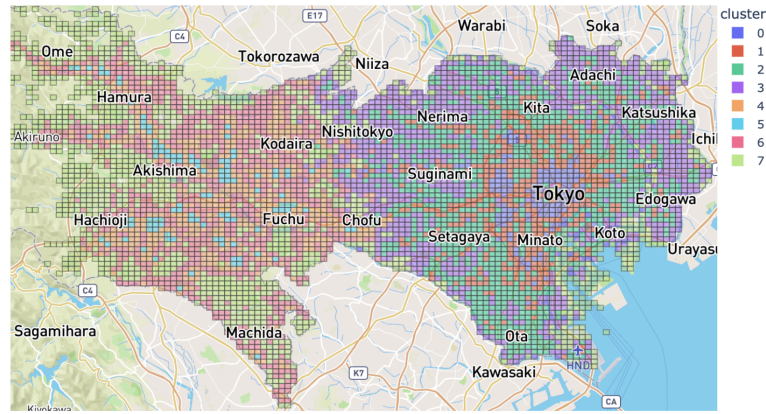 E17
Warabi
Soka
cluster
C4
Ome
Tokorozawa
Niiza
0
1
2
3
4
5
6
7
Adachi
Hamura
Kita
Katsushika
Nerima
Nishitokyo
Akiruno
Kodaira
Ichi
Akishima
Suginami
Tokyo
Edogawa
Hachioji
Fuchu
Chofu
Setagaya
Minato
Koto
Urayasu
C4
Sagamihara
Machida
Ota
HND
K7
Kawasaki
CA
Kiyokawa